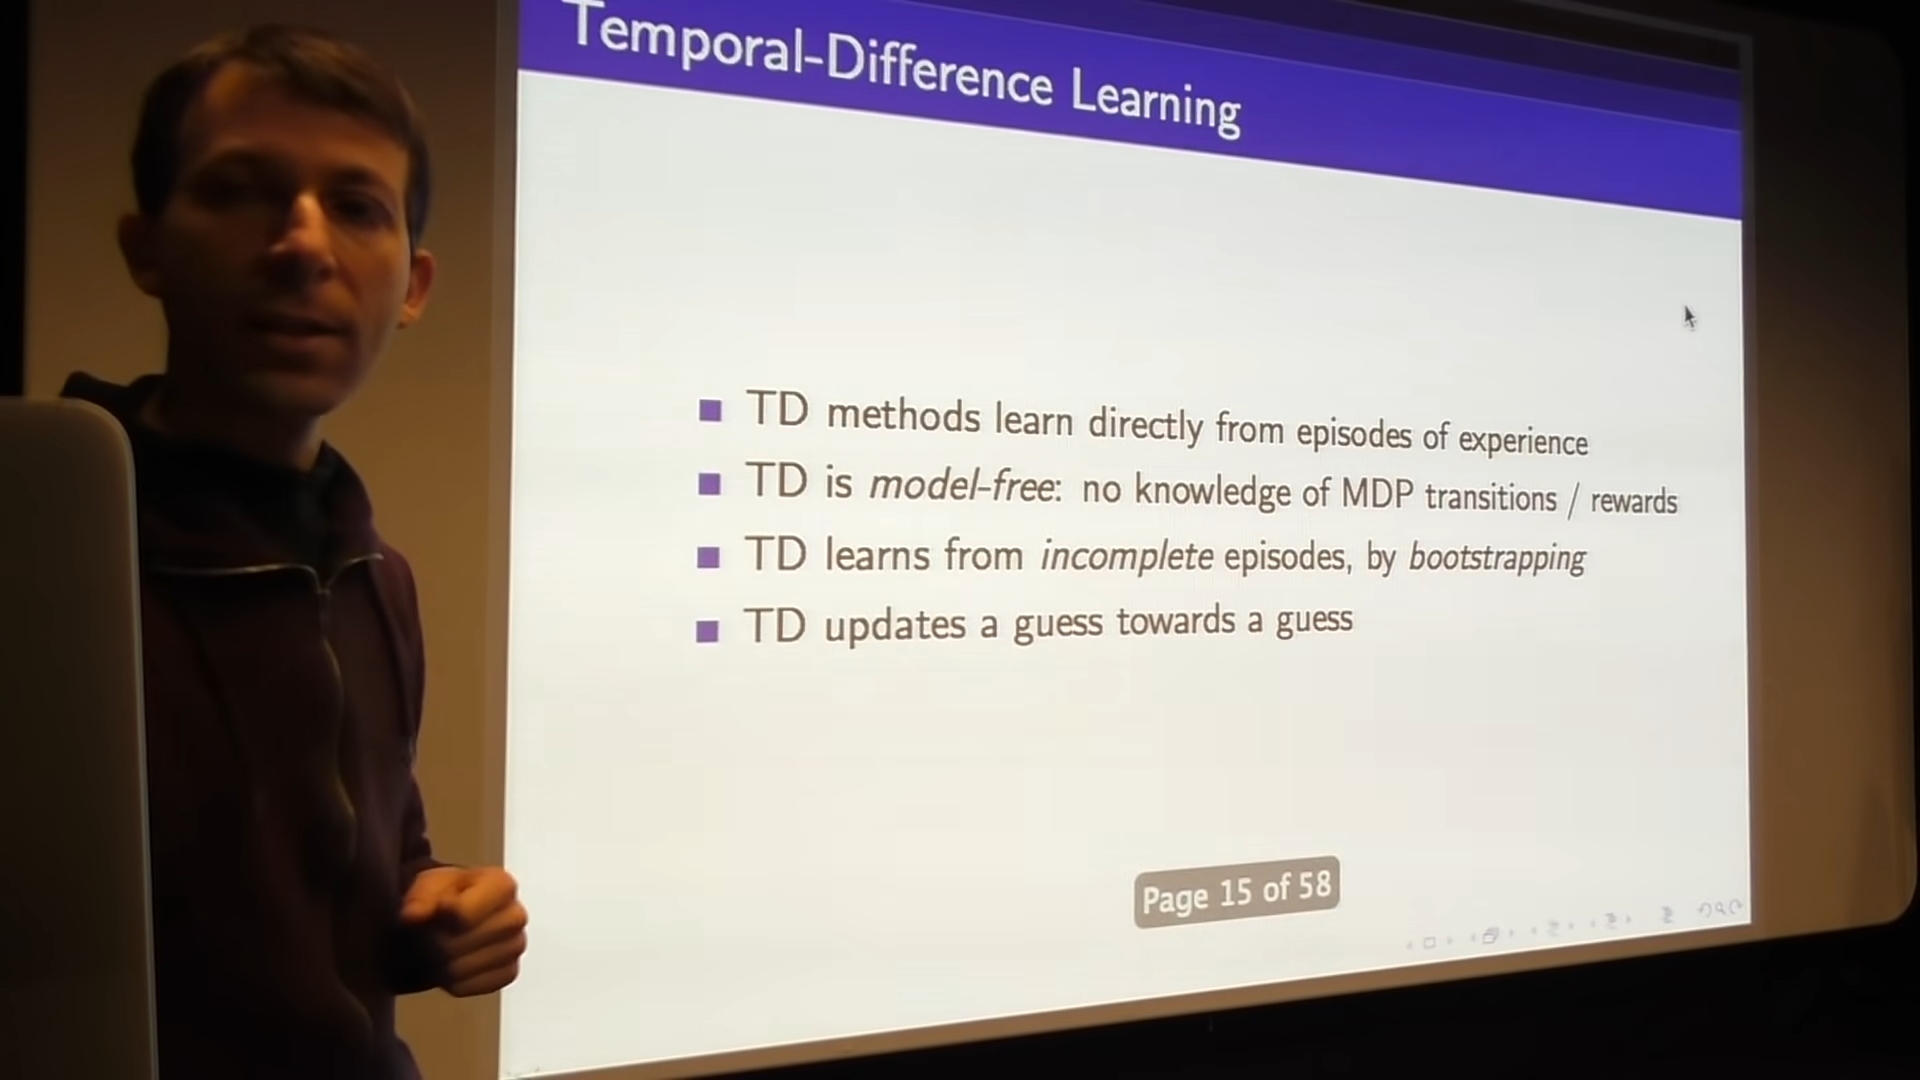 Temporal-Difference Learning
TD methods learn directly from episodes of experience
TD is model-free: no knowledge of MDP transitions / rewards
TD learns from incomplete episodes, by bootstrapping
TD updates a guess towards a guess
Page 15 of 58